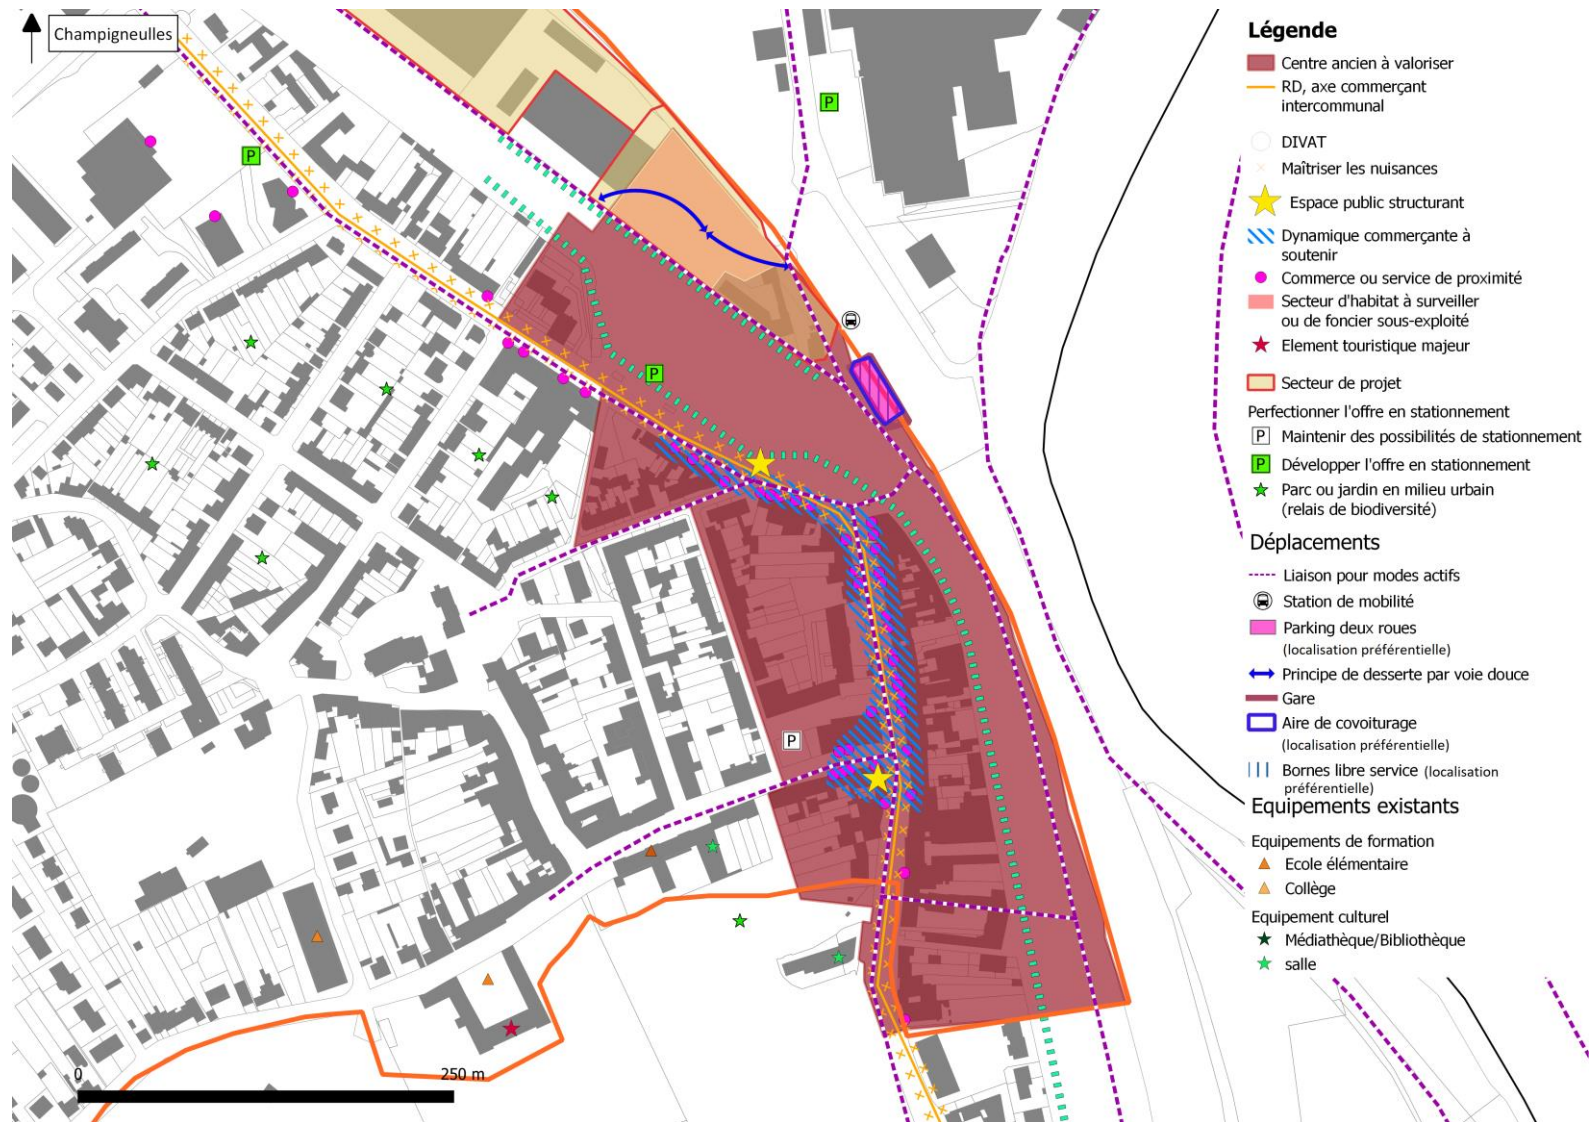 Champigneulles
P
P
P
P
0
250 m
Légende
Centre ancien à valoriser
RD, axe commerçant
intercommunal
DIVAT
Maîtriser les nuisances
Espace public structurant
Dynamique commerçante à
soutenir
Commerce ou service de proximité
Secteur d'habitat à surveiller
ou de foncier sous-exploité
Element touristique majeur
Secteur de projet
Perfectionner l'offre en stationnement
P Maintenir des possibilités de stationnement
P Développer l'offre en stationnement
Parc ou jardin en milieu urbain
(relais de biodiversité)
Déplacements
Liaison pour modes actifs
Station de mobilité
Parking deux roues
(localisation préférentielle)
Principe de desserte par voie douce
Gare
Aire de covoiturage
(localisation préférentielle)
Bornes libre service (localisation
préférentielle)
Equipements existants
Equipements de formation
Ecole élémentaire
Collège
Equipement culturel
Médiathèque/Bibliothèque
salle